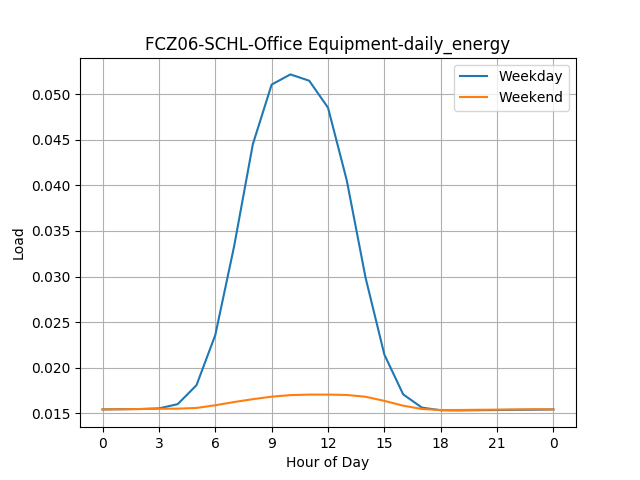 FCZ06-SCHL-Office Equipment-daily_energy
Weekday
Weekend
0.050
0.045
0.040
0.035
0.030
0.025
0.020
0.015
Load
0 3 6 9 12 15 18 21 0
Hour of Day